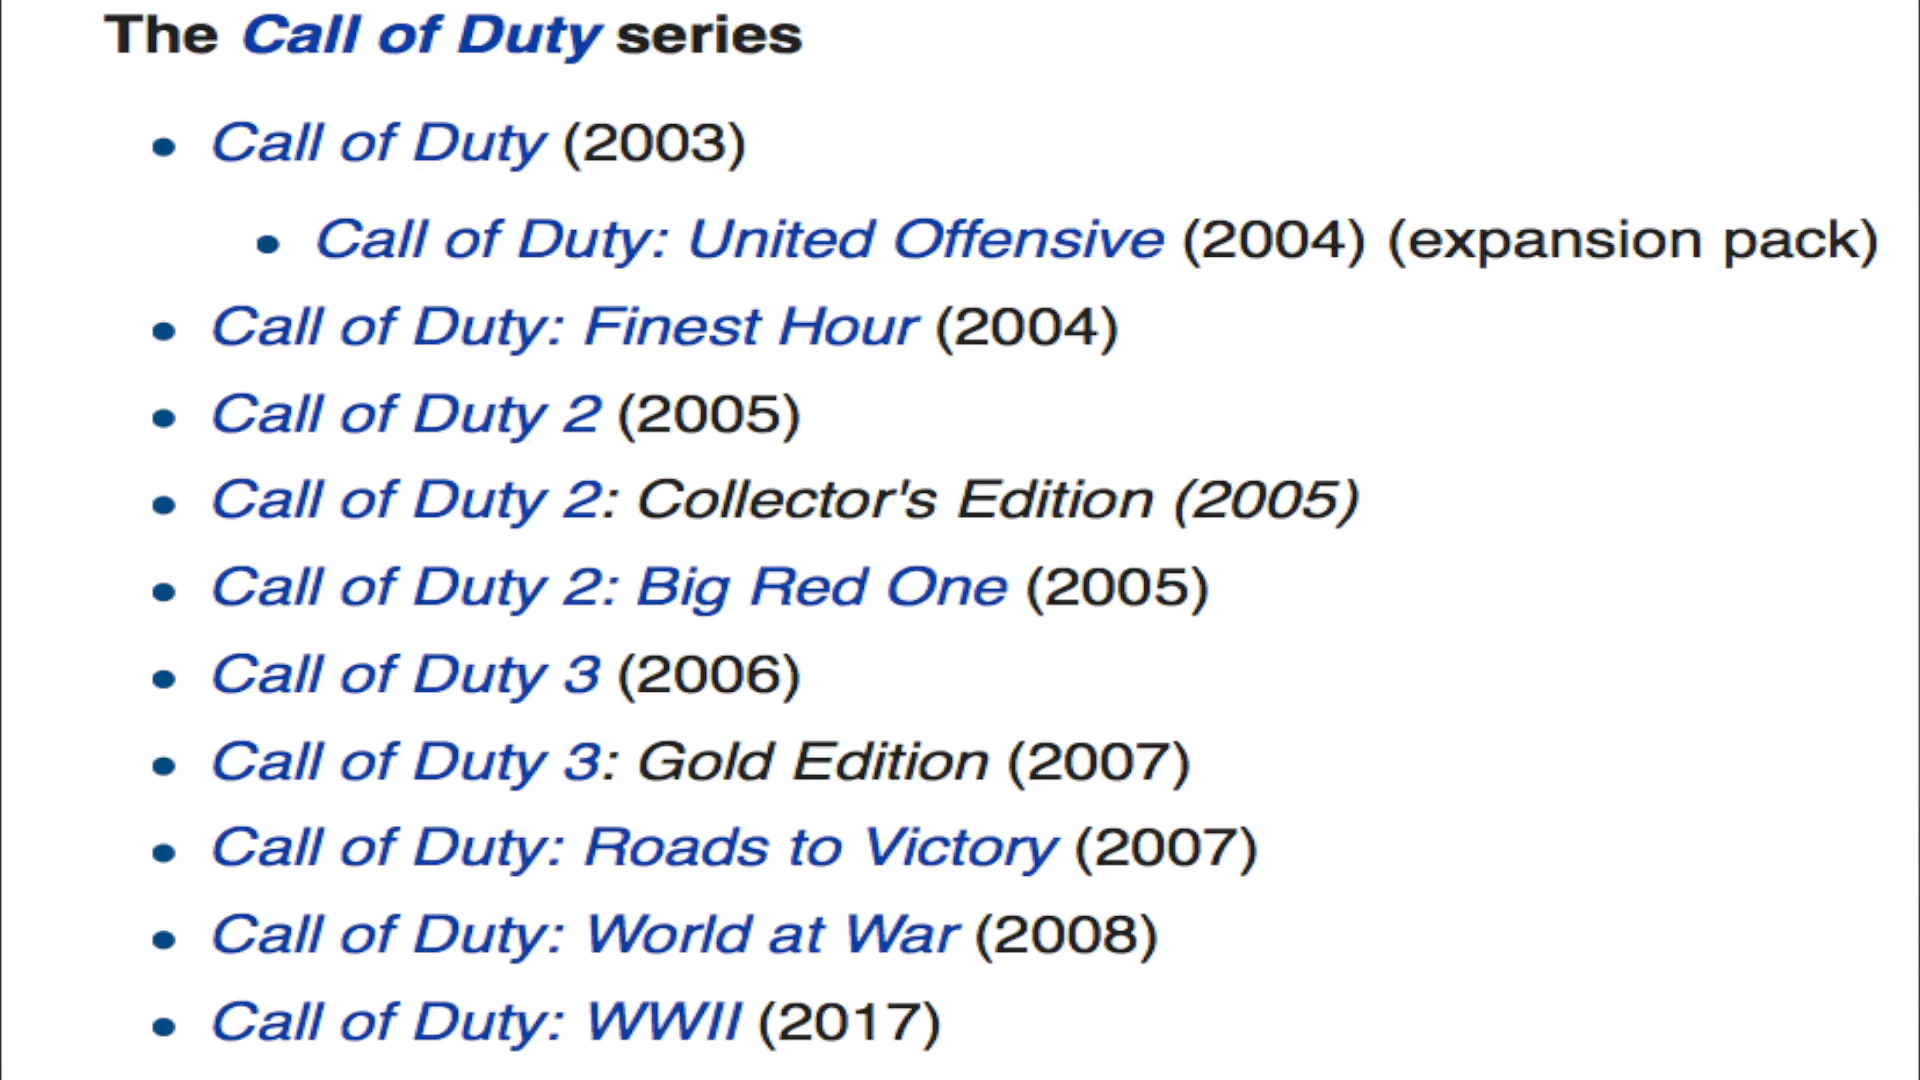 The Call of Duty series
Call of Duty (2003)
Call of Duty: United Offensive (2004) (expansion pack)
Call of Duty: Finest Hour (2004)
Call of Duty 2 (2005)
Call of Duty 2: Collector's Edition (2005)
Call of Duty 2: Big Red One (2005)
Call of Duty 3 (2006)
Call of Duty 3: Gold Edition (2007)
Call of Duty: Roads to Victory (2007)
Call of Duty: World at War (2008)
Call of Duty: WWII (2017)